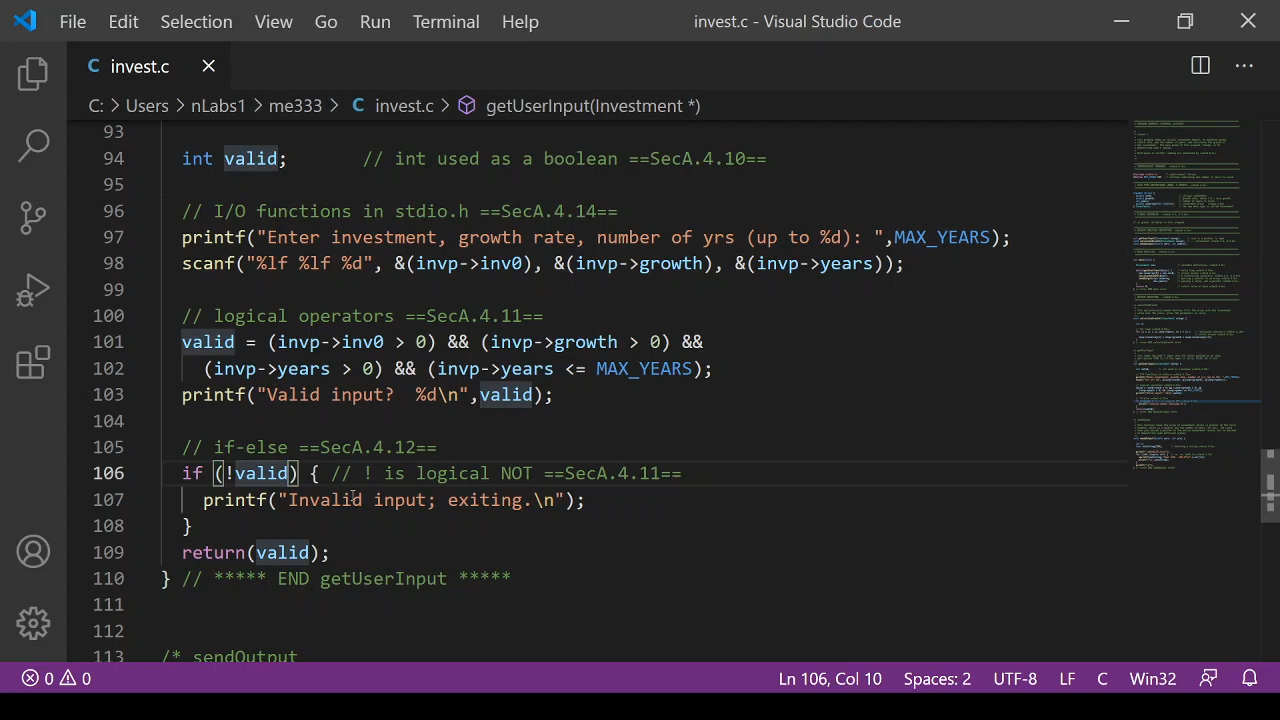 File Edit Selection View Go Run Terminal Help invest.c - Visual Studio Code
C invest.c
C: > Users > nLabs1 > me333 > C invest.c > getUserInput(Investment *)
93
94 int valid; // int used as a boolean ==SecA.4.10==
95
96 // I/O functions in stdio.h ==SecA.4.14==
97 printf("Enter investment, growth rate, number of yrs (up to %d): ",MAX_YEARS);
98 scanf("%lf %lf %d", &(invp->inv0), &(invp->growth), &(invp->years));
99
100 // logical operators ==SecA.4.11==
101 valid = (invp->inv0 > 0) && (invp->growth > 0) &&
102 (invp->years > 0) && (invp->years <= MAX_YEARS);
103 printf("Valid input?  %d\n",valid);
104
105 // if-else ==SecA.4.12==
106 if (!valid) { // ! is logical NOT ==SecA.4.11==
107 printf("Invalid input; exiting.\n");
108 }
109 return(valid);
110 } // ***** END getUserInput *****
111
112
113 /* sendOutput
0 0 Ln 106, Col 10 Spaces: 2 UTF-8 LF C Win32